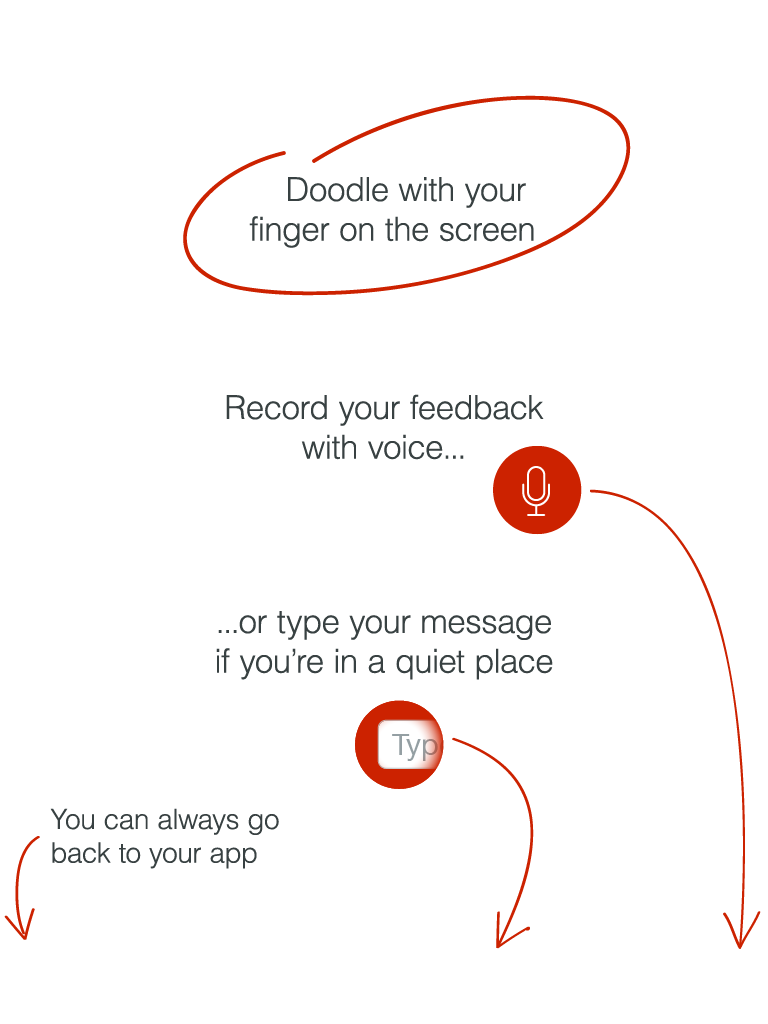 Doodle with your
finger on the screen
Record your feedback
with voice...
...or type your message
if you’re in a quiet place
Typ
You can always go
back to your app